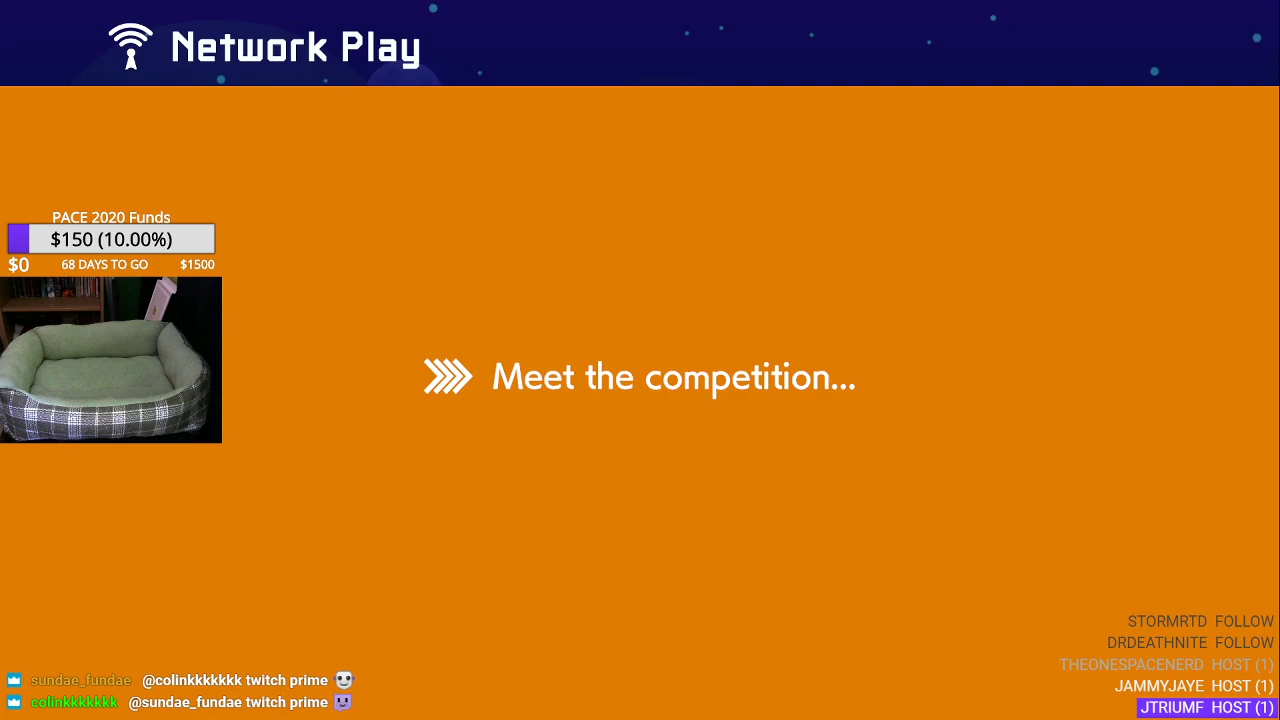 Network Play
PACE 2020 Funds
$150 (10.00%)
$0 68 DAYS TO GO $1500
Meet the competition...
STORMRTD FOLLOW
DRDEATHNITE FOLLOW
THEONESPACENERD HOST (1)
JAMMYJAYE HOST (1)
JTRIUMF HOST (1)
sundae_fundae @colinkkkkkkk twitch prime
colinkkkkkkk @sundae_fundae twitch prime